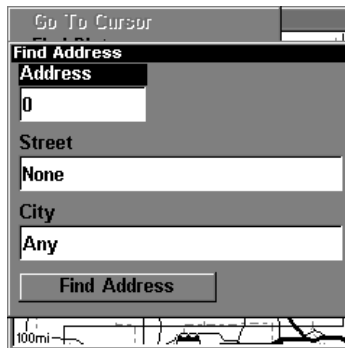 Go To Cursor
Find Address
Address
0
Street
None
City
Any
Find Address
100mi